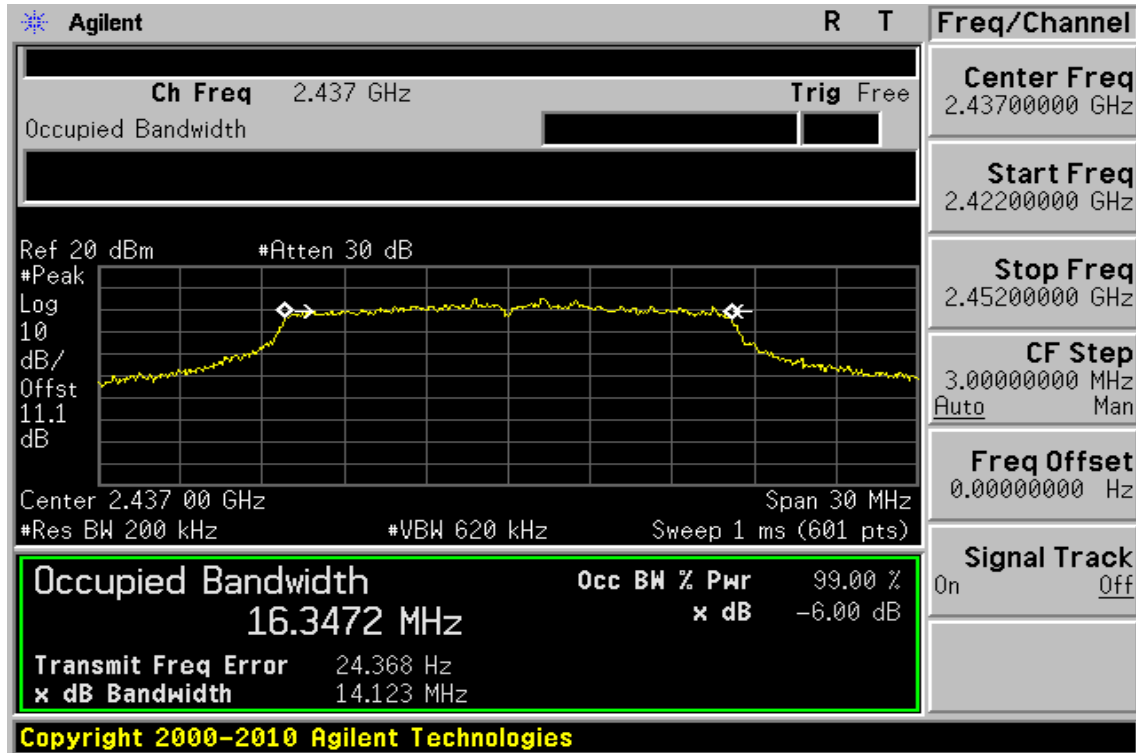 Agilent R T
Ch Freq 2.437 GHz Trig Free
Occupied Bandwidth
Ref 20 dBm #Atten 30 dB
#Peak
Log
10
dB/
Offst
11.1
dB
Center 2.437 00 GHz Span 30 MHz
#Res BW 200 kHz #VBW 620 kHz Sweep 1 ms (601 pts)
Occupied Bandwidth Occ BW % Pwr 99.00 %
16.3472 MHz x dB -6.00 dB
Transmit Freq Error 24.368 Hz
x dB Bandwidth 14.123 MHz
Copyright 2000-2010 Agilent Technologies
Freq/Channel
Center Freq
2.43700000 GHz
Start Freq
2.42200000 GHz
Stop Freq
2.45200000 GHz
CF Step
3.00000000 MHz
Auto Man
Freq Offset
0.00000000 Hz
Signal Track
On Off